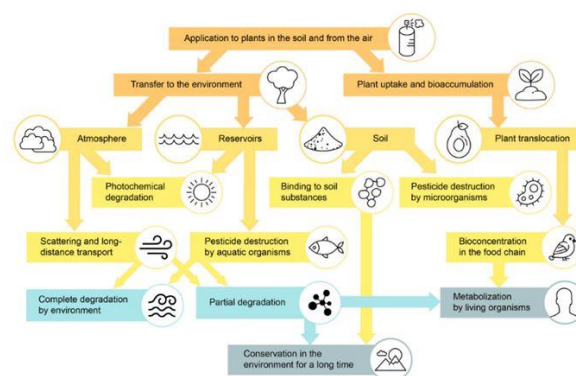 Application to plants in the soil and from the air
Transfer to the environment
Plant uptake and bioaccumulation
Atmosphere
Reservoirs
Soil
Plant translocation
Photochemical
degradation
Binding to soil
substances
Pesticide destruction
by microorganisms
Scattering and long-
distance transport
Pesticide destruction
by aquatic organisms
Bioconcentration
in the food chain
Complete degradation
by environment
Partial degradation
Metabolization
by living organisms
Conservation in the
environment for a long time